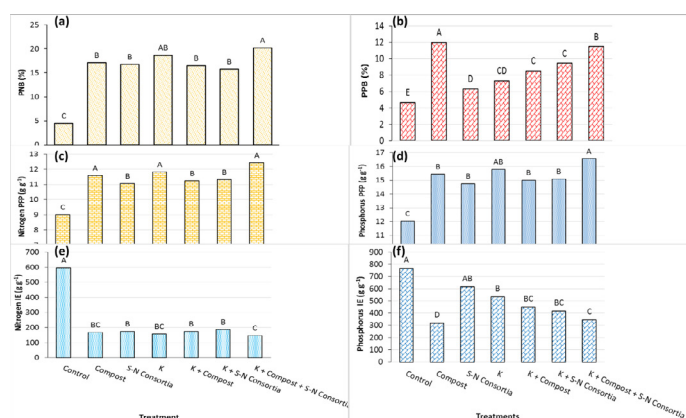 (a)
PNB (%)
25
20
15
10
5
C
B
B
AB
B
B
A
(b)
PPB (%)
14
12
10
8
6
4
2
0
E
A
D
CD
C
C
A
(c)
Nitrogen PFP (g g-1)
13
12
11
10
9
8
C
A
B
A
B
B
A
(d)
Phosphorus PFP (g g-1)
17
16
15
14
13
12
C
B
B
AB
B
B
A
(e)
Nitrogen IE (g g-1)
700
600
500
400
300
200
100
0
A
BC
B
BC
B
B
C
Control
Compost
S-N Consortia
K
K + Compost
K + S-N Consortia
K + Compost + S-N Consortia
Treatment
(f)
Phosphorus IE (g g-1)
900
800
700
600
500
400
300
200
100
0
A
D
AB
B
BC
BC
C
Control
Compost
S-N Consortia
K
K + Compost
K + S-N Consortia
K + Compost + S-N Consortia
Treatments